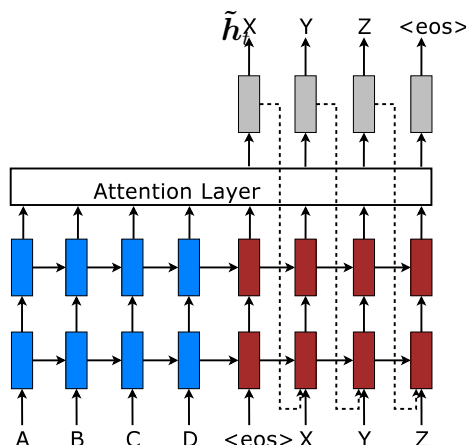 h̃ₜ X Y Z <eos>
Attention Layer
A B C D <eos> X Y Z